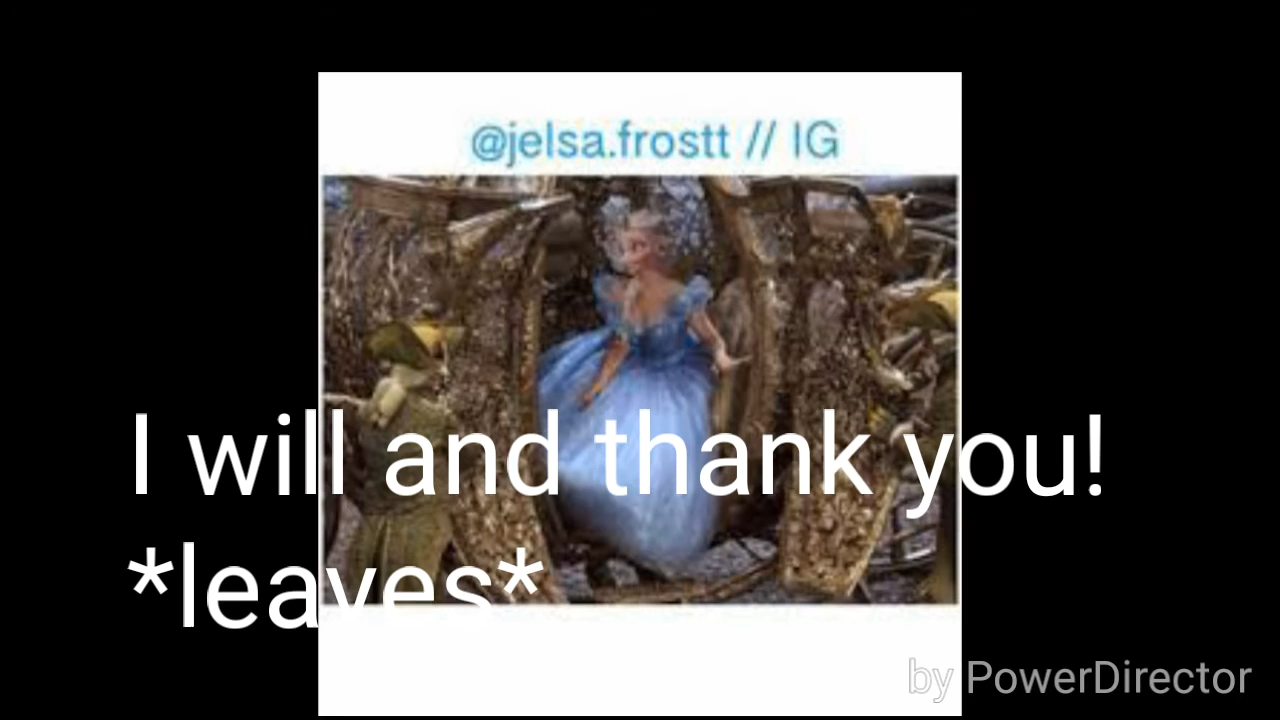 @jelsa.frostt // IG
I will and thank you!
*leaves*
by PowerDirector